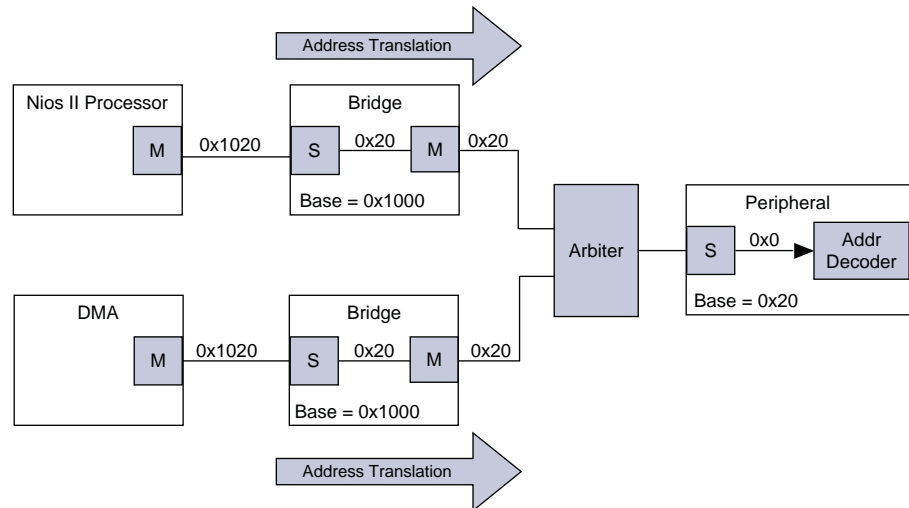 Address Translation
Nios II Processor
M
0x1020
Bridge
S
0x20
M
0x20
Base = 0x1000
Arbiter
Peripheral
S
0x0
Addr
Decoder
Base = 0x20
DMA
M
0x1020
Bridge
S
0x20
M
0x20
Base = 0x1000
Address Translation